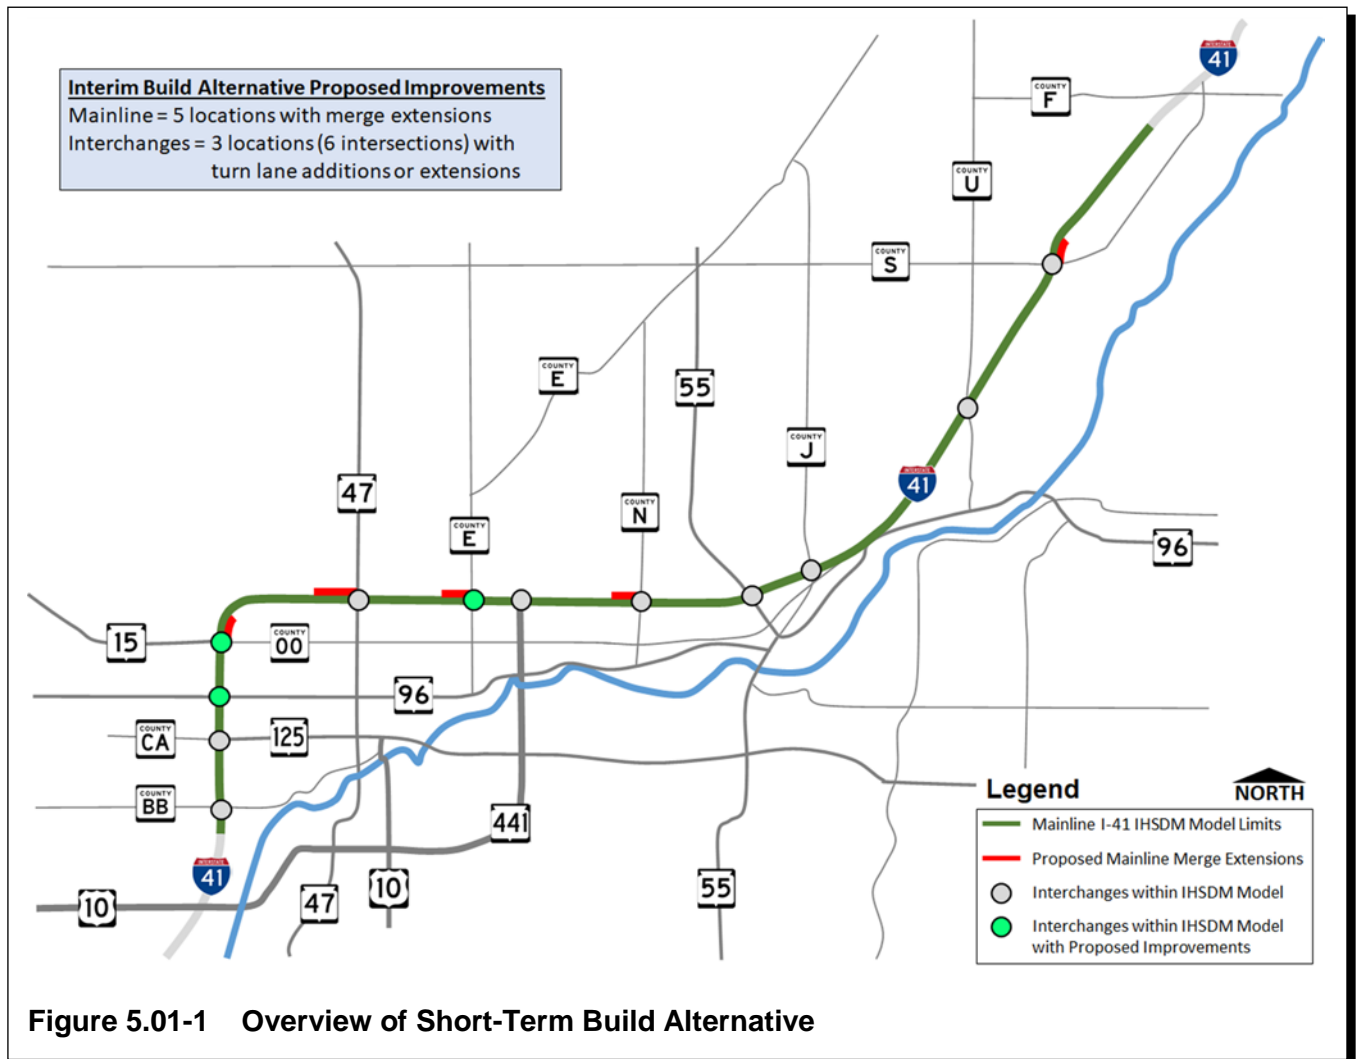 Interim Build Alternative Proposed Improvements
Mainline = 5 locations with merge extensions
Interchanges = 3 locations (6 intersections) with
turn lane additions or extensions
INTERSTATE
41
COUNTY
F
COUNTY
U
COUNTY
S
COUNTY
E
55
COUNTY
J
47
INTERSTATE
41
COUNTY
N
COUNTY
E
96
15
COUNTY
OO
96
COUNTY
CA
125
COUNTY
BB
441
INTERSTATE
41
10
47
10
55
Legend
NORTH
Mainline I-41 IHSDM Model Limits
Proposed Mainline Merge Extensions
Interchanges within IHSDM Model
Interchanges within IHSDM Model
with Proposed Improvements
Figure 5.01-1 Overview of Short-Term Build Alternative